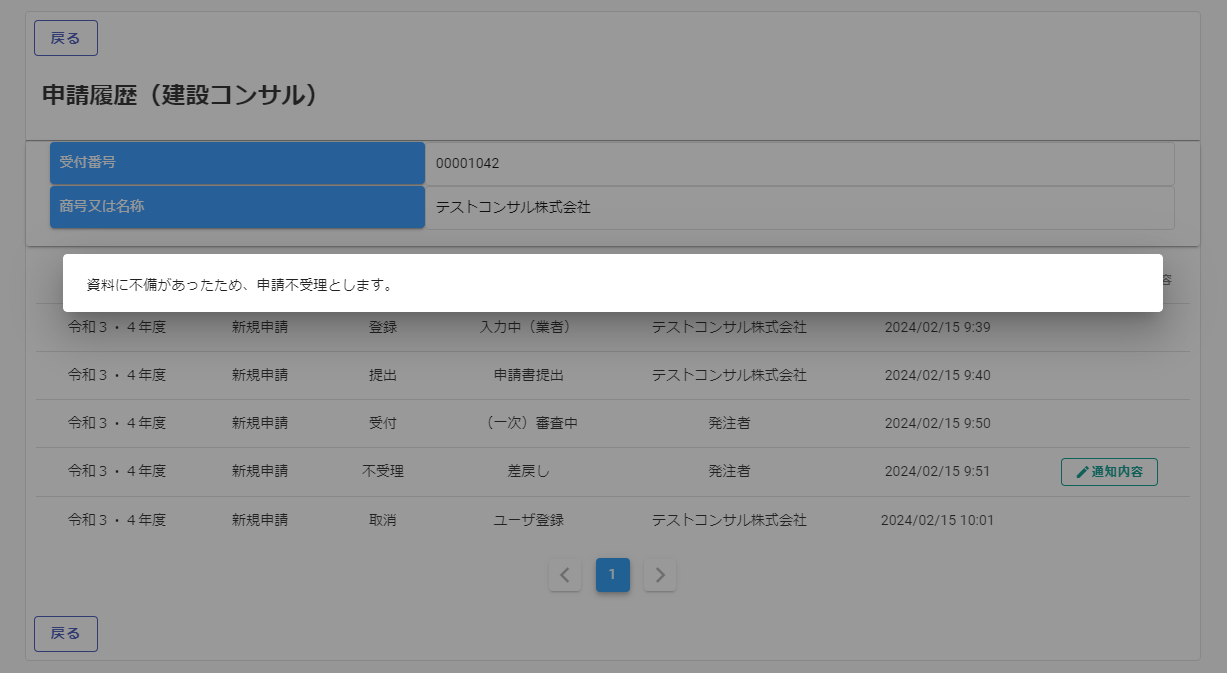 戻る
申請履歴（建設コンサル）
受付番号 00001042
商号又は名称 テストコンサル株式会社
資料に不備があったため、申請不受理とします。
容
令和３・４年度 新規申請 登録 入力中（業者） テストコンサル株式会社 2024/02/15 9:39
令和３・４年度 新規申請 提出 申請書提出 テストコンサル株式会社 2024/02/15 9:40
令和３・４年度 新規申請 受付 （一次）審査中 発注者 2024/02/15 9:50
令和３・４年度 新規申請 不受理 差戻し 発注者 2024/02/15 9:51 通知内容
令和３・４年度 新規申請 取消 ユーザ登録 テストコンサル株式会社 2024/02/15 10:01
1
戻る